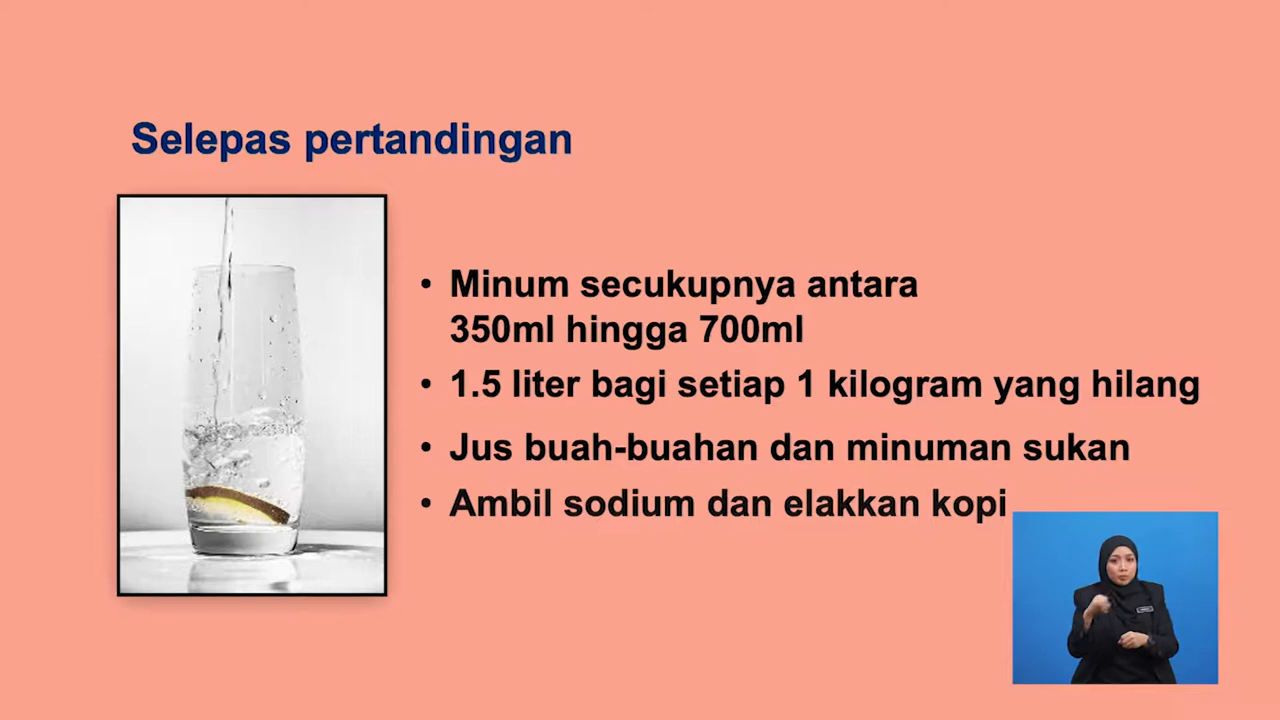 Selepas pertandingan
• Minum secukupnya antara
350ml hingga 700ml
• 1.5 liter bagi setiap 1 kilogram yang hilang
• Jus buah-buahan dan minuman sukan
• Ambil sodium dan elakkan kopi